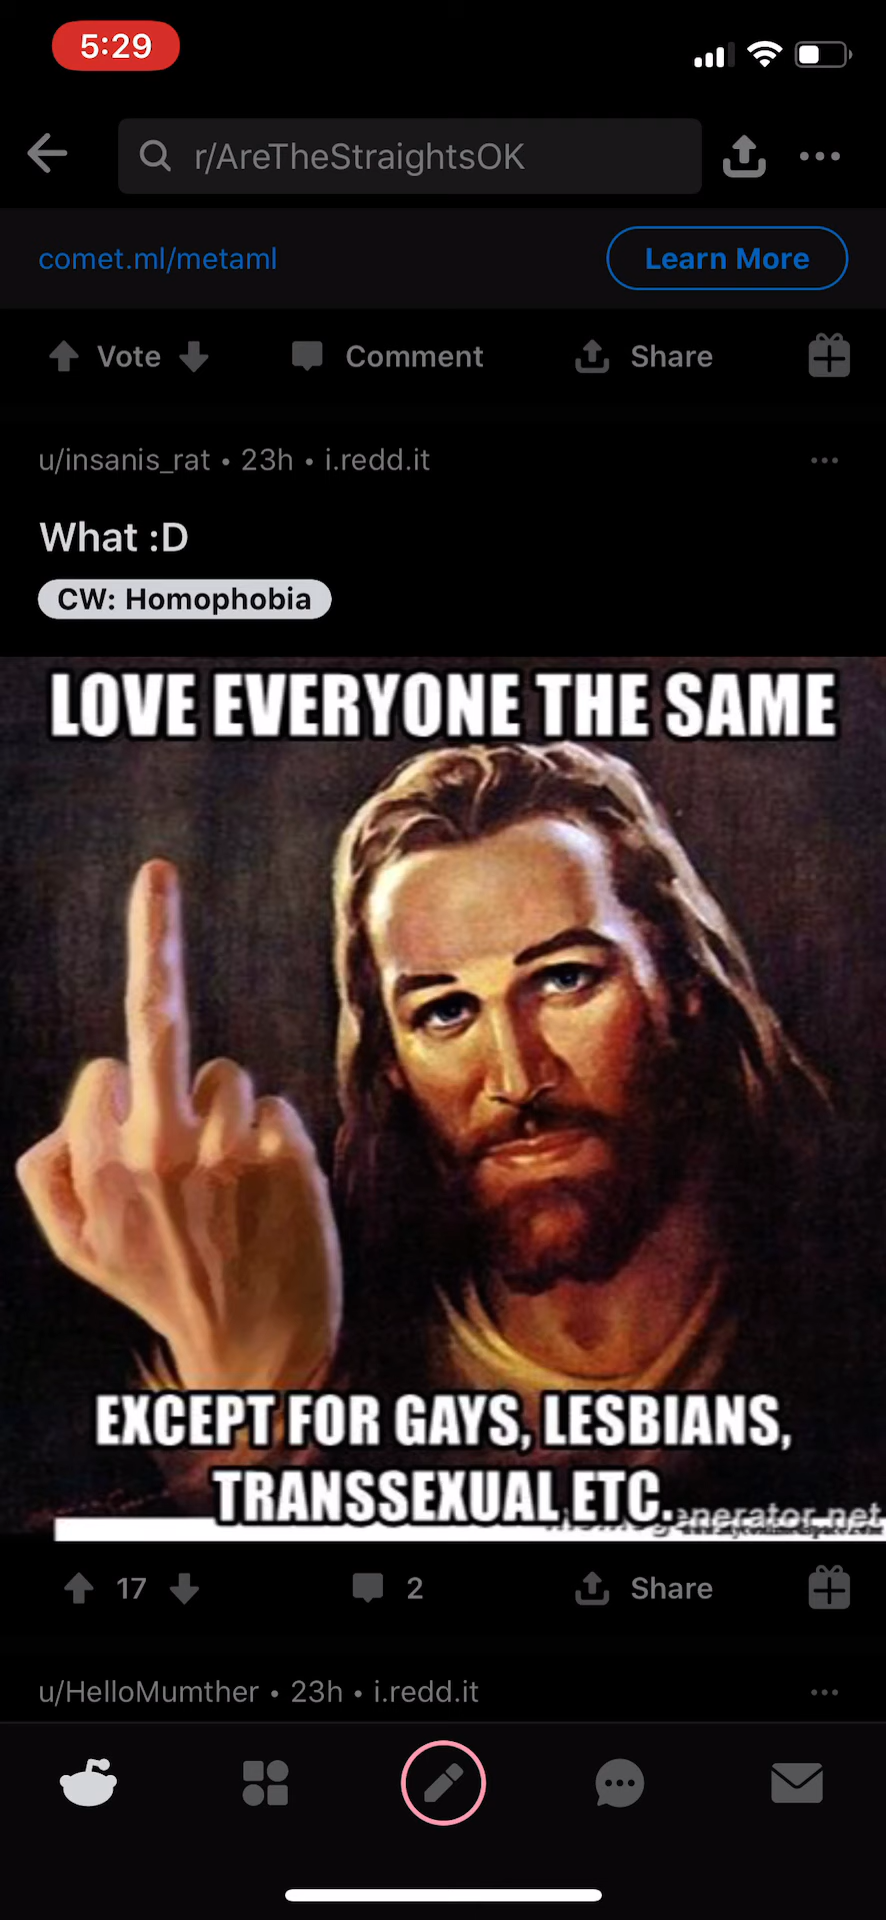 5:29
r/AreTheStraightsOK
comet.ml/metaml
Learn More
Vote
Comment
Share
u/insanis_rat • 23h • i.redd.it
What :D
CW: Homophobia
LOVE EVERYONE THE SAME
EXCEPT FOR GAYS, LESBIANS,
TRANSSEXUAL ETC.
17
2
Share
u/HelloMumther • 23h • i.redd.it